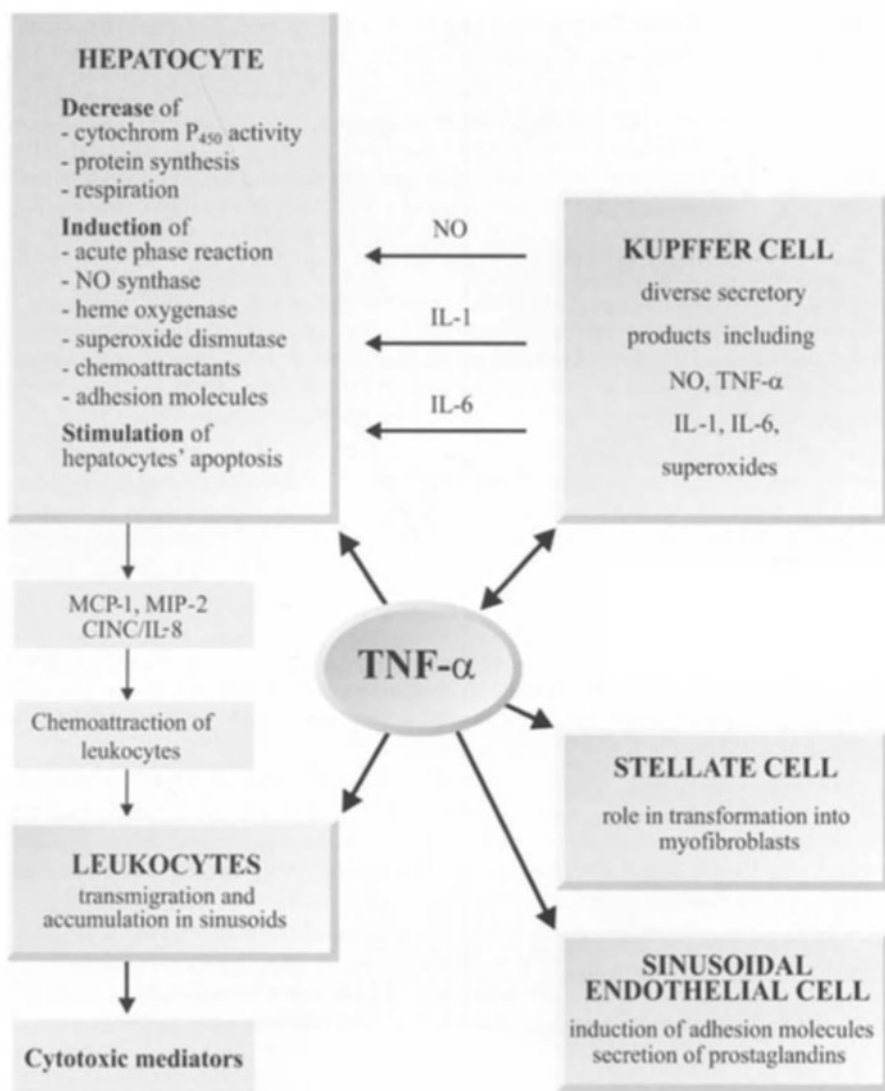 HEPATOCYTE
Decrease of
- cytochrom P450 activity
- protein synthesis
- respiration
Induction of
- acute phase reaction
- NO synthase
- heme oxygenase
- superoxide dismutase
- chemoattractants
- adhesion molecules
Stimulation of
hepatocytes' apoptosis
NO
IL-1
IL-6
KUPFFER CELL
diverse secretory
products including
NO, TNF-α
IL-1, IL-6,
superoxides
MCP-1, MIP-2
CINC/IL-8
Chemoattraction of
leukocytes
TNF-α
LEUKOCYTES
transmigration and
accumulation in sinusoids
Cytotoxic mediators
STELLATE CELL
role in transformation into
myofibroblasts
SINUSOIDAL
ENDOTHELIAL CELL
induction of adhesion molecules
secretion of prostaglandins